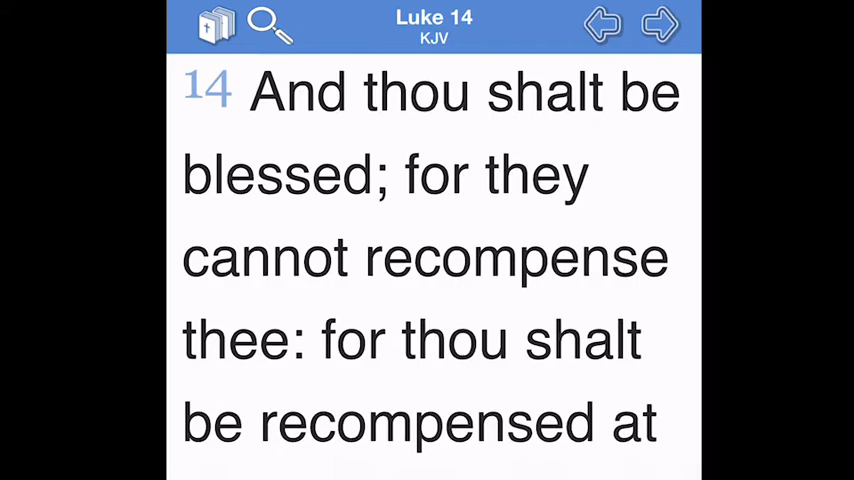 Luke 14
KJV
14 And thou shalt be
blessed; for they
cannot recompense
thee: for thou shalt
be recompensed at